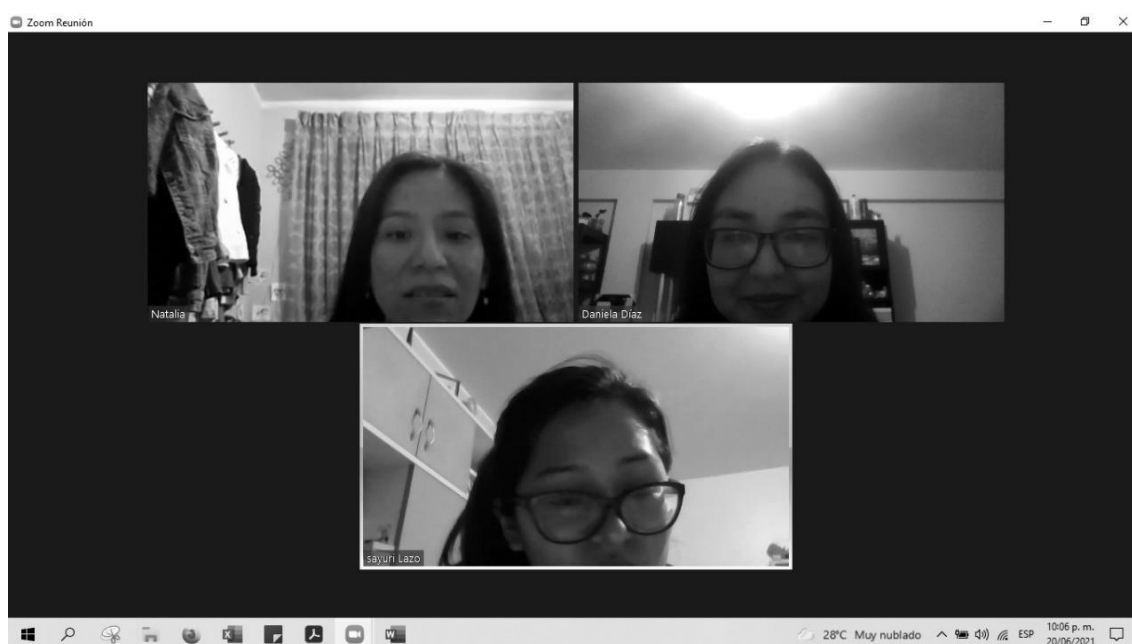 Zoom Reunión
Natalia
Daniela Díaz
sayuri Lazo
28°C Muy nublado
ESP
10:06 p. m.
20/06/2021